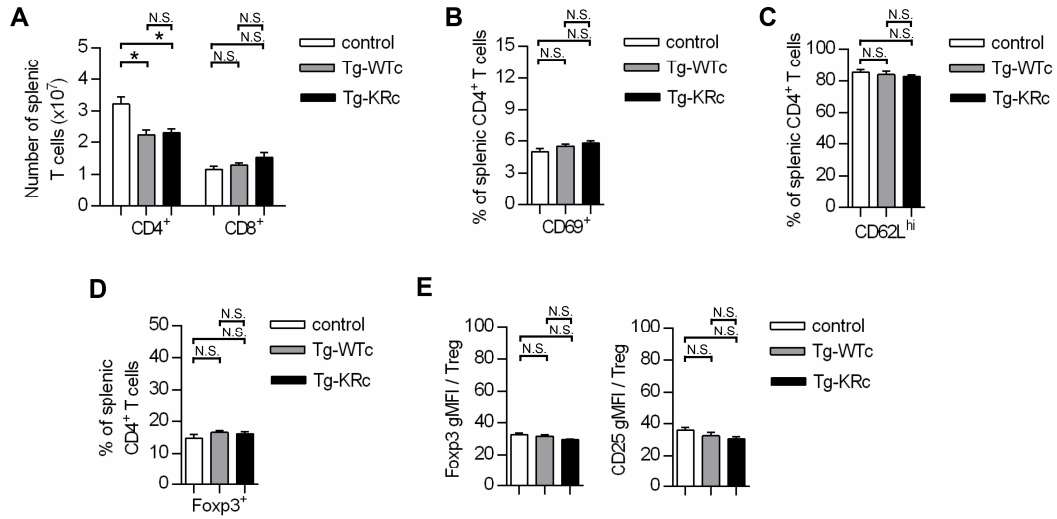 A
N.S.
*
N.S.
*
N.S.
Number of splenic
T cells (x10⁷)
5
4
3
2
1
0
CD4⁺
CD8⁺
control
Tg-WTc
Tg-KRc
B
N.S.
N.S.
N.S.
% of splenic CD4⁺ T cells
15
12
9
6
3
0
CD69⁺
control
Tg-WTc
Tg-KRc
C
N.S.
N.S.
N.S.
% of splenic CD4⁺ T cells
100
80
60
40
20
0
CD62Lʰⁱ
control
Tg-WTc
Tg-KRc
D
N.S.
N.S.
N.S.
% of splenic
CD4⁺ T cells
50
40
30
20
10
0
Foxp3⁺
control
Tg-WTc
Tg-KRc
E
N.S.
N.S.
N.S.
Foxp3 gMFI / Treg
100
80
60
40
20
0
N.S.
N.S.
N.S.
CD25 gMFI / Treg
100
80
60
40
20
0
control
Tg-WTc
Tg-KRc